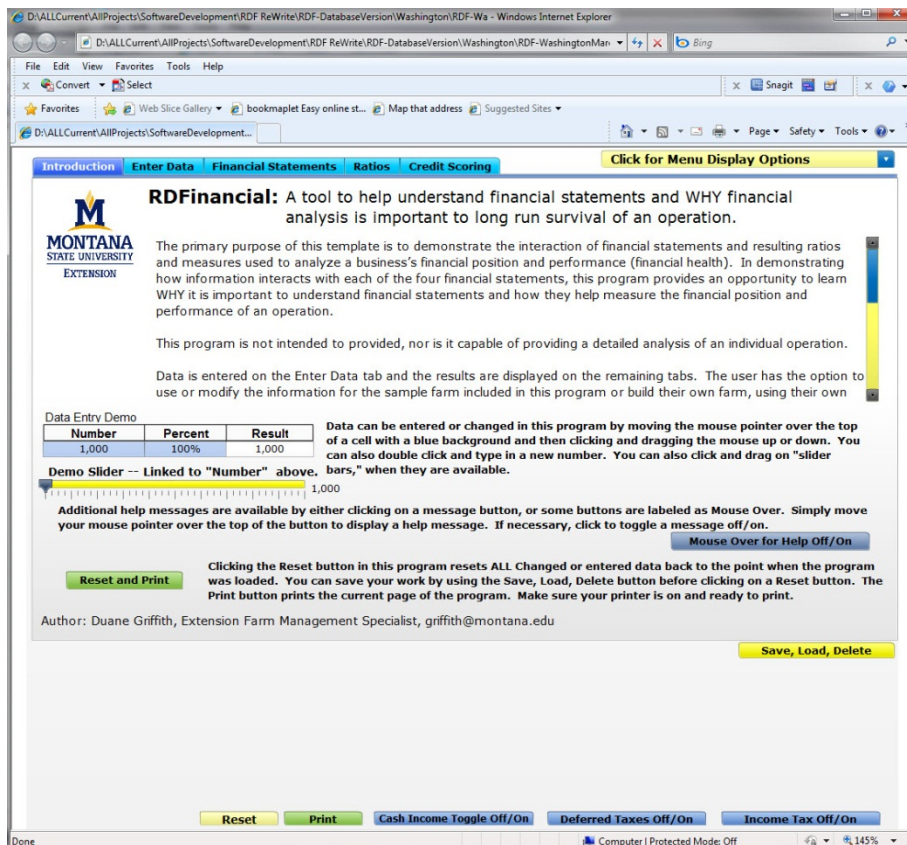 D:\ALLCurrent\AllProjects\SoftwareDevelopment\RDF ReWrite\RDF-DatabaseVersion\Washington\RDF-Wa - Windows Internet Explorer
D:\ALLCurrent\AllProjects\SoftwareDevelopment\RDF ReWrite\RDF-DatabaseVersion\Washington\RDF-WashingtonMan
Bing
File Edit View Favorites Tools Help
x Convert Select x Snagit x
Favorites Web Slice Gallery bookmaplet Easy online st... Map that address Suggested Sites
D:\ALLCurrent\AllProjects\SoftwareDevelopment... Page Safety Tools
Click for Menu Display Options
Introduction Enter Data Financial Statements Ratios Credit Scoring
M
MONTANA
STATE UNIVERSITY
EXTENSION
RDFinancial: A tool to help understand financial statements and WHY financial
analysis is important to long run survival of an operation.
The primary purpose of this template is to demonstrate the interaction of financial statements and resulting ratios
and measures used to analyze a business's financial position and performance (financial health). In demonstrating
how information interacts with each of the four financial statements, this program provides an opportunity to learn
WHY it is important to understand financial statements and how they help measure the financial position and
performance of an operation.
This program is not intended to provided, nor is it capable of providing a detailed analysis of an individual operation.
Data is entered on the Enter Data tab and the results are displayed on the remaining tabs. The user has the option to
use or modify the information for the sample farm included in this program or build their own farm, using their own
Data Entry Demo
Number Percent Result
1,000 100% 1,000
Data can be entered or changed in this program by moving the mouse pointer over the top
of a cell with a blue background and then clicking and dragging the mouse up or down. You
can also double click and type in a new number. You can also click and drag on "slider
bars," when they are available.
Demo Slider -- Linked to "Number" above.
1,000
Additional help messages are available by either clicking on a message button, or some buttons are labeled as Mouse Over. Simply move
your mouse pointer over the top of the button to display a help message. If necessary, click to toggle a message off/on.
Mouse Over for Help Off/On
Reset and Print
Clicking the Reset button in this program resets ALL Changed or entered data back to the point when the program
was loaded. You can save your work by using the Save, Load, Delete button before clicking on a Reset button. The
Print button prints the current page of the program. Make sure your printer is on and ready to print.
Author: Duane Griffith, Extension Farm Management Specialist, griffith@montana.edu
Save, Load, Delete
Reset Print Cash Income Toggle Off/On Deferred Taxes Off/On Income Tax Off/On
Done Computer | Protected Mode: Off 145%